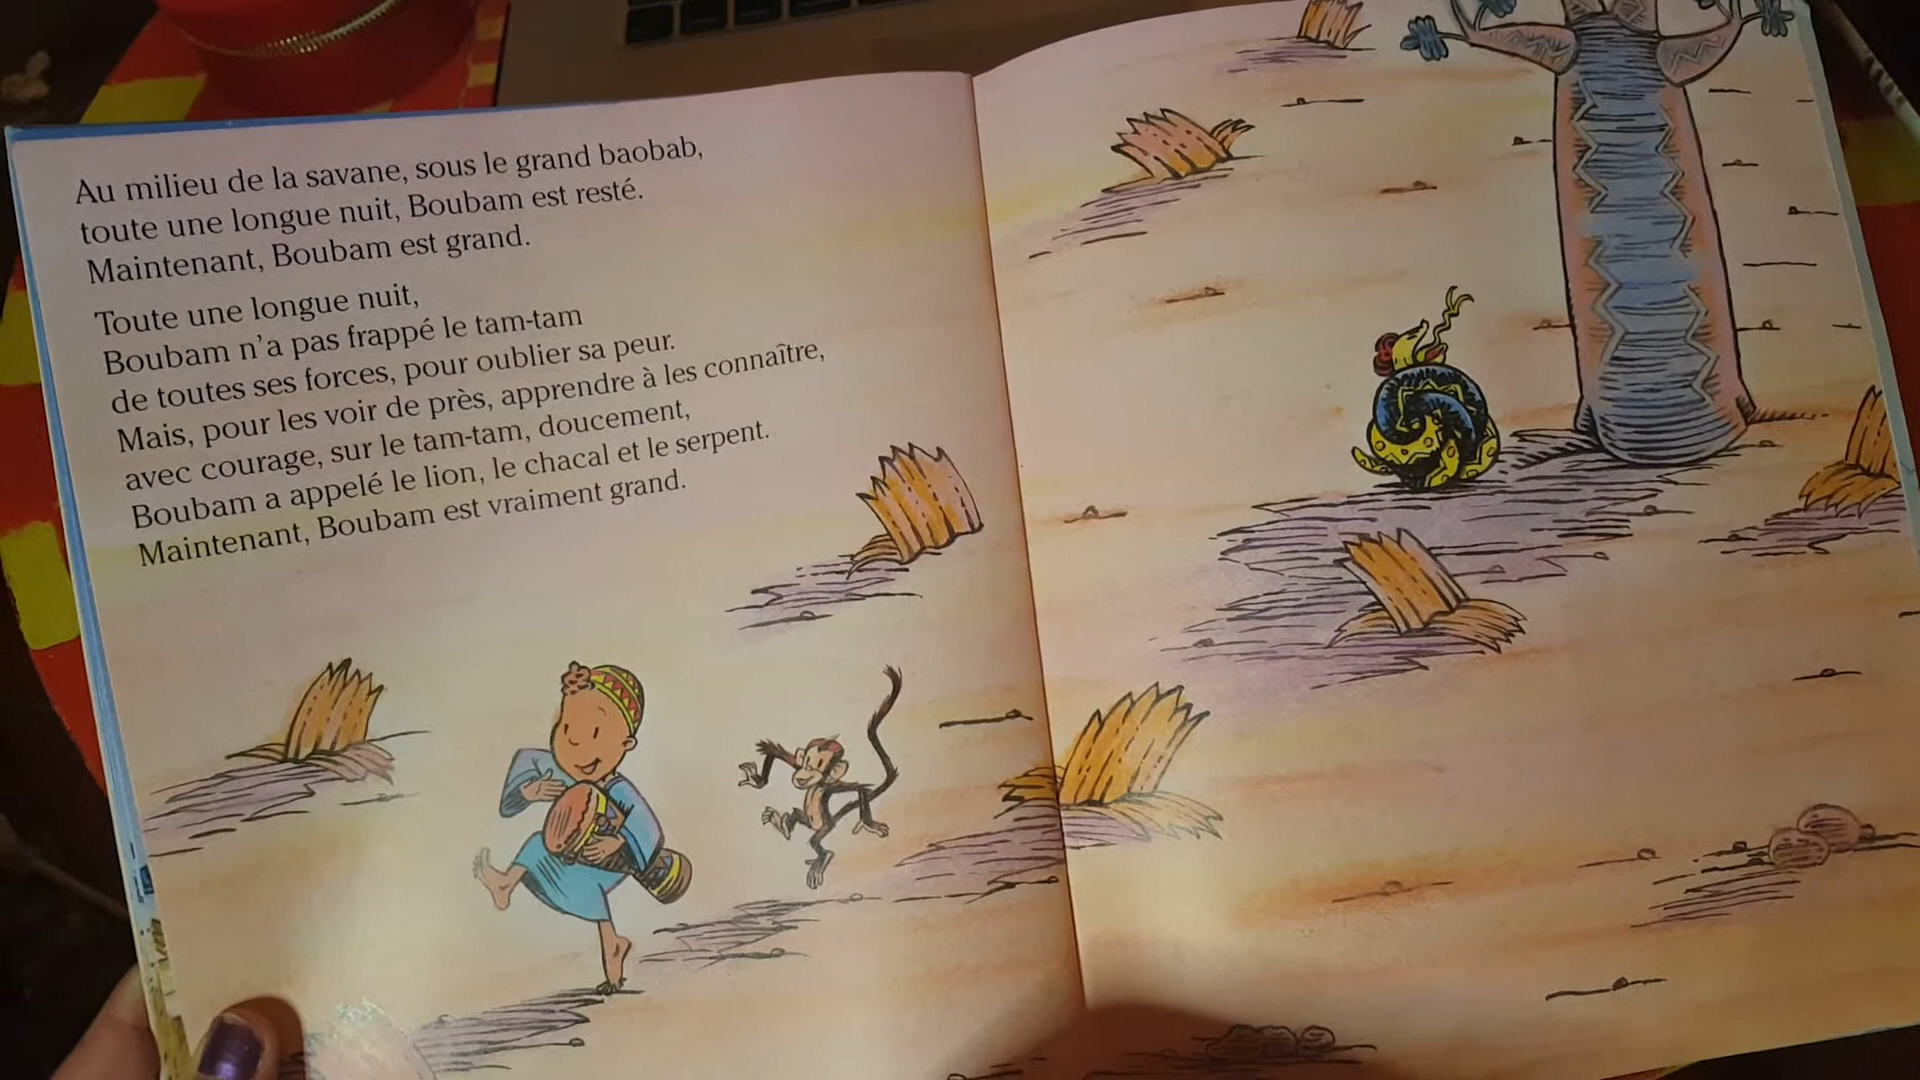 Au milieu de la savane, sous le grand baobab,
toute une longue nuit, Boubam est resté.
Maintenant, Boubam est grand.
Toute une longue nuit,
Boubam n'a pas frappé le tam-tam
de toutes ses forces, pour oublier sa peur.
Mais, pour les voir de près, apprendre à les connaître,
avec courage, sur le tam-tam, doucement,
Boubam a appelé le lion, le chacal et le serpent.
Maintenant, Boubam est vraiment grand.